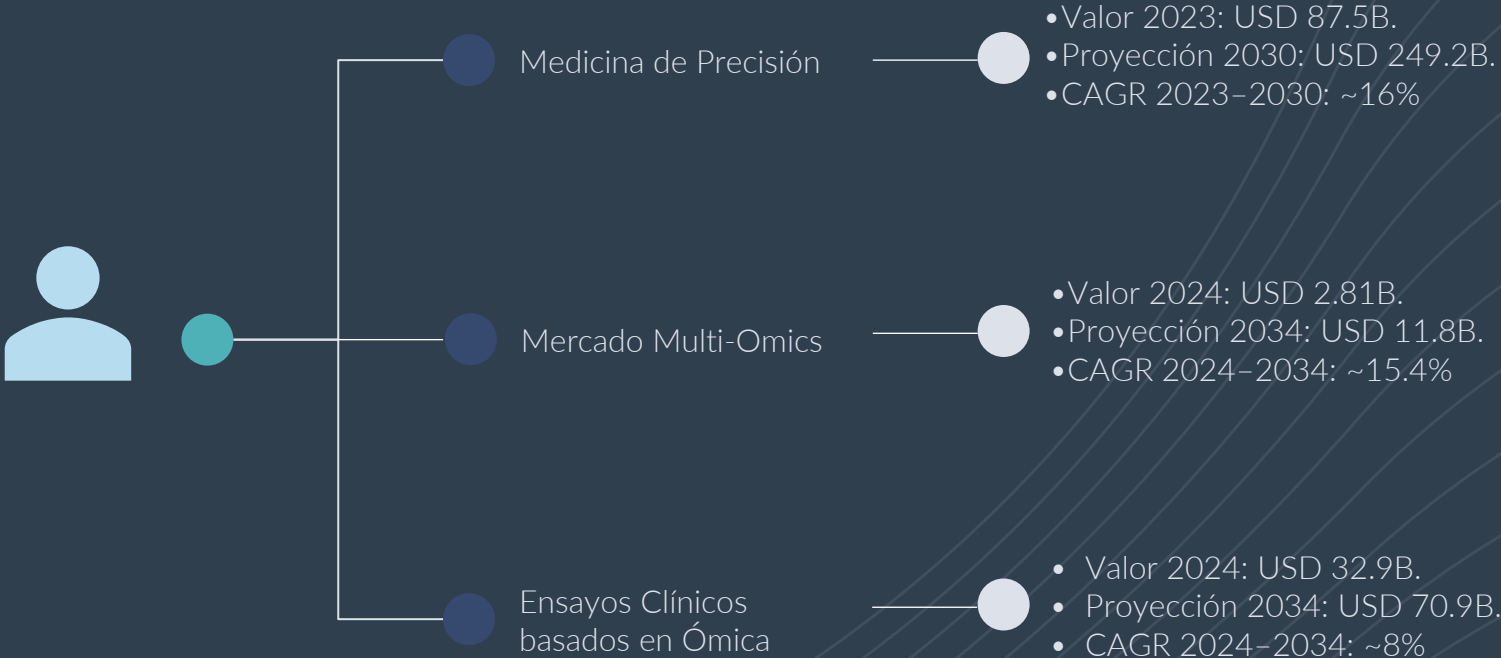 Medicina de Precisión
•Valor 2023: USD 87.5B.
•Proyección 2030: USD 249.2B.
•CAGR 2023–2030: ~16%
Mercado Multi-Omics
•Valor 2024: USD 2.81B.
•Proyección 2034: USD 11.8B.
•CAGR 2024–2034: ~15.4%
Ensayos Clínicos
basados en Ómica
• Valor 2024: USD 32.9B.
• Proyección 2034: USD 70.9B.
• CAGR 2024–2034: ~8%